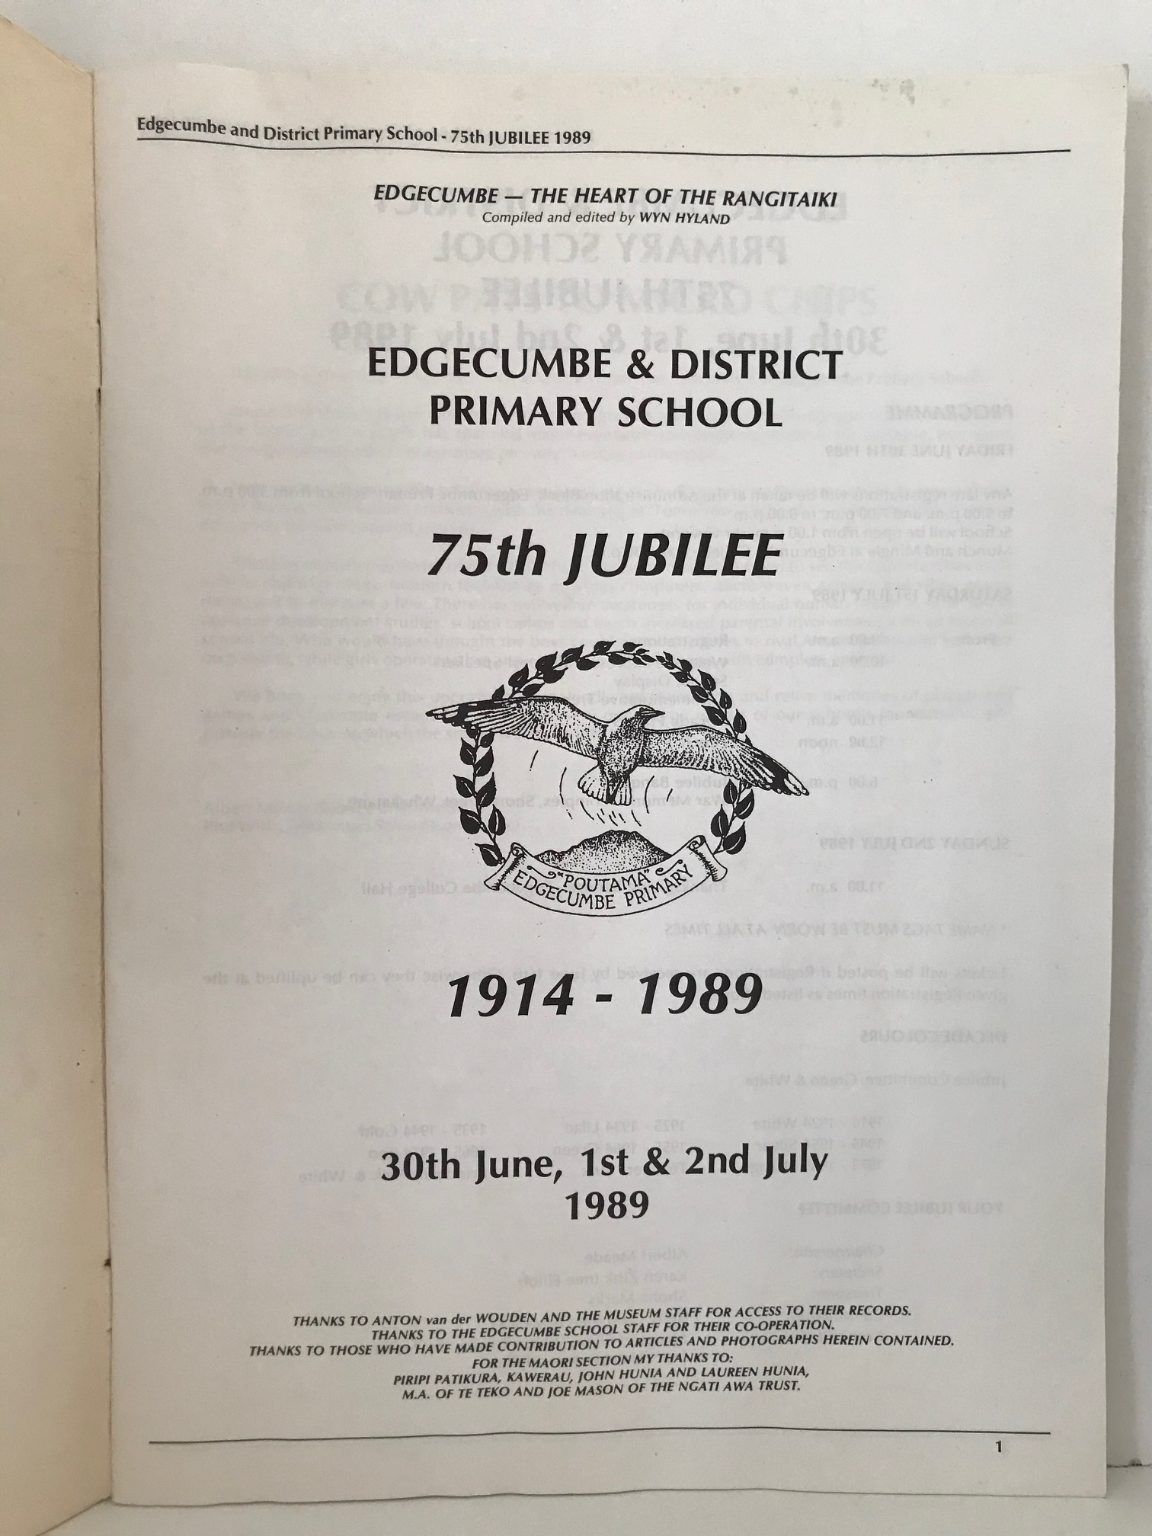 Edgecumbe and District Primary School - 75th JUBILEE 1989
EDGECUMBE — THE HEART OF THE RANGITAIKI
Compiled and edited by WYN HYLAND
EDGECUMBE & DISTRICT
PRIMARY SCHOOL
75th JUBILEE
"POUTAMA"
EDGECUMBE PRIMARY
1914 - 1989
30th June, 1st & 2nd July
1989
THANKS TO ANTON van der WOUDEN AND THE MUSEUM STAFF FOR ACCESS TO THEIR RECORDS.
THANKS TO THE EDGECUMBE SCHOOL STAFF FOR THEIR CO-OPERATION.
THANKS TO THOSE WHO HAVE MADE CONTRIBUTION TO ARTICLES AND PHOTOGRAPHS HEREIN CONTAINED.
FOR THE MAORI SECTION MY THANKS TO:
PIRIPI PATIKURA, KAWERAU, JOHN HUNIA AND LAUREEN HUNIA,
M.A. OF TE TEKO AND JOE MASON OF THE NGATI AWA TRUST.
1